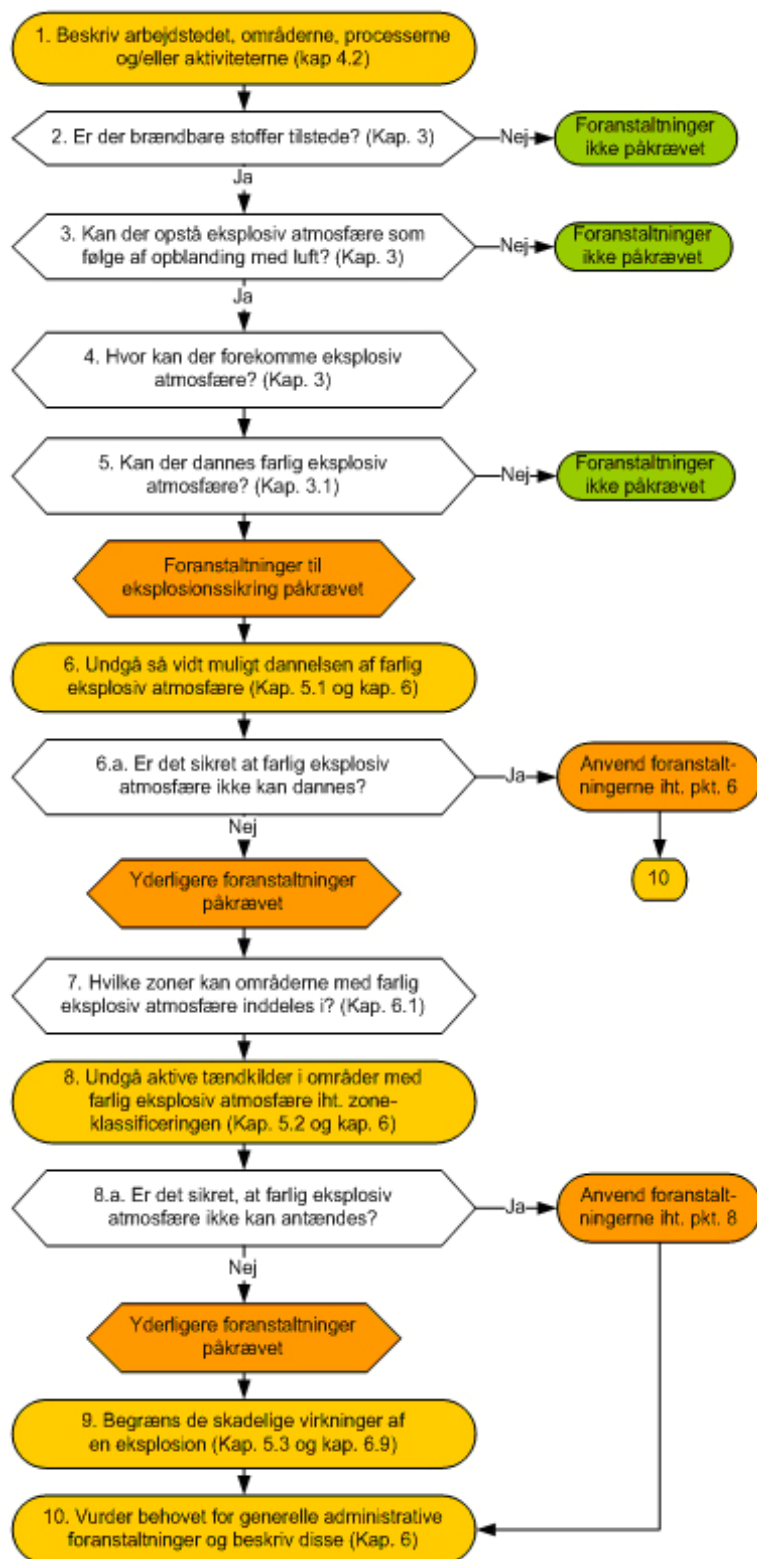 1. Beskriv arbejdstedet, områderne, processerne
og/eller aktiviteterne (kap 4.2)
2. Er der brændbare stoffer tilstede? (Kap. 3)
Nej
Foranstaltninger
ikke påkrævet
Ja
3. Kan der opstå eksplosiv atmosfære som
følge af opblanding med luft? (Kap. 3)
Nej
Foranstaltninger
ikke påkrævet
Ja
4. Hvor kan der forekomme eksplosiv
atmosfære? (Kap. 3)
5. Kan der dannes farlig eksplosiv
atmosfære? (Kap. 3.1)
Nej
Foranstaltninger
ikke påkrævet
Foranstaltninger til
eksplosionssikring påkrævet
6. Undgå så vidt muligt dannelsen af farlig
eksplosiv atmosfære (Kap. 5.1 og kap. 6)
6.a. Er det sikret at farlig eksplosiv
atmosfære ikke kan dannes?
Ja
Anvend foranstalt-
ningerne iht. pkt. 6
10
Nej
Yderligere foranstaltninger
påkrævet
7. Hvilke zoner kan områderne med farlig
eksplosiv atmosfære inddeles i? (Kap. 6.1)
8. Undgå aktive tændkilder i områder med
farlig eksplosiv atmosfære iht. zone-
klassificeringen (Kap. 5.2 og kap. 6)
8.a. Er det sikret, at farlig eksplosiv
atmosfære ikke kan antændes?
Ja
Anvend foranstalt-
ningerne iht. pkt. 8
Nej
Yderligere foranstaltninger
påkrævet
9. Begræns de skadelige virkninger af
en eksplosion (Kap. 5.3 og kap. 6.9)
10. Vurder behovet for generelle administrative
foranstaltninger og beskriv disse (Kap. 6)